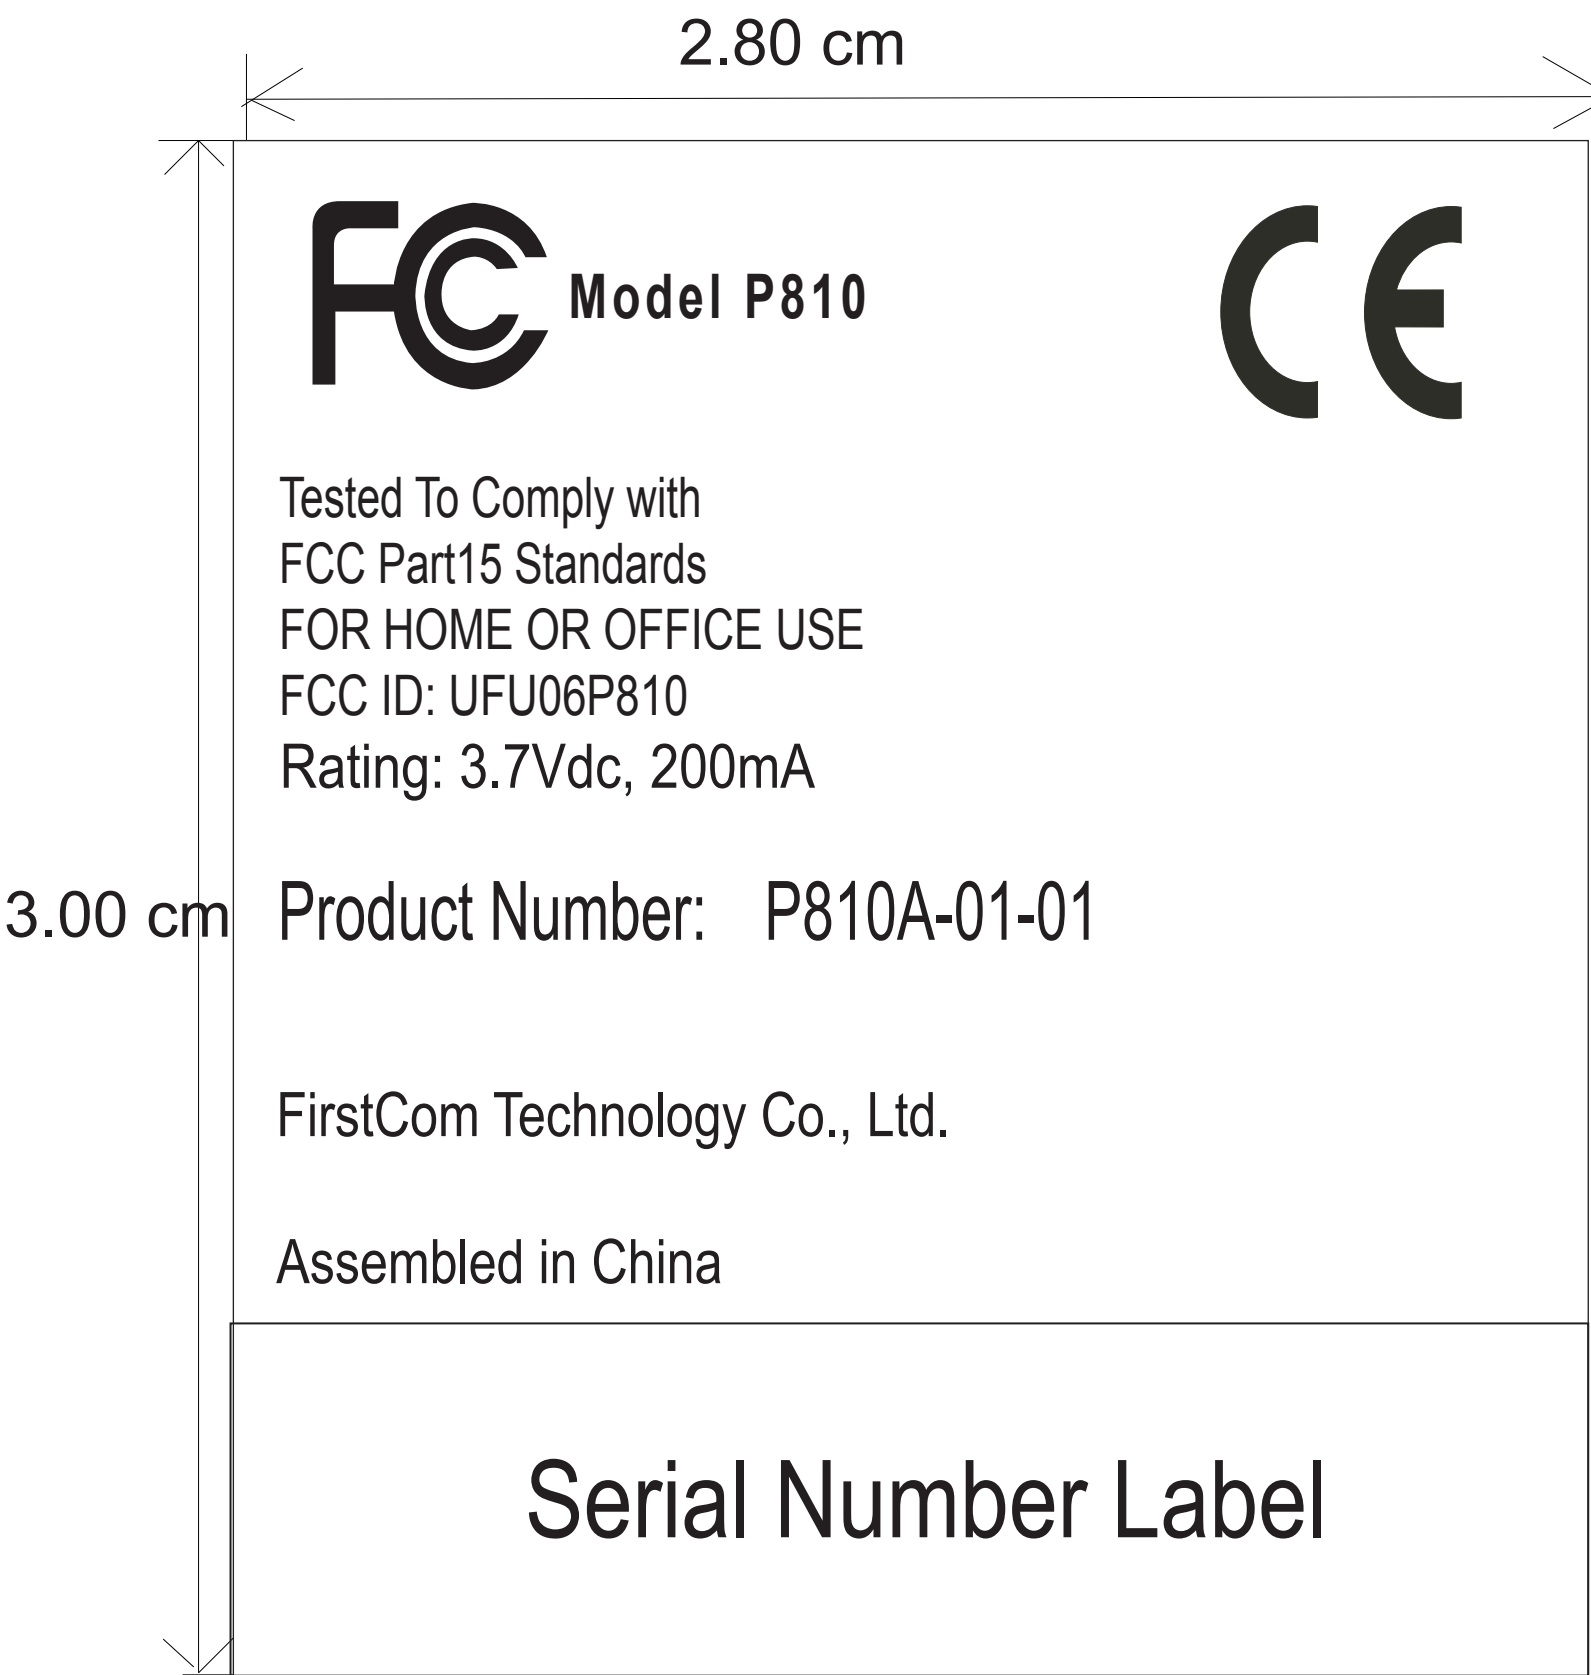 2.80 cm
FC Model P810 CE
Tested To Comply with
FCC Part15 Standards
FOR HOME OR OFFICE USE
FCC ID: UFU06P810
Rating: 3.7Vdc, 200mA
3.00 cm
Product Number: P810A-01-01
FirstCom Technology Co., Ltd.
Assembled in China
Serial Number Label